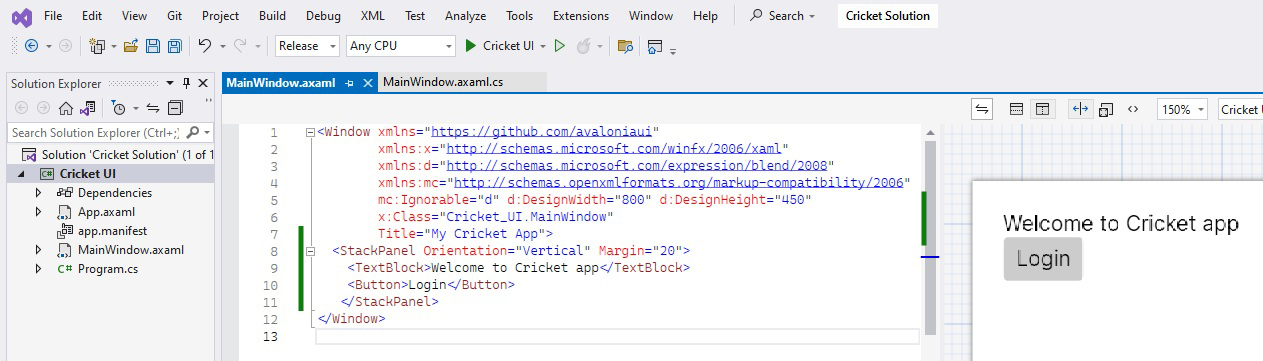 File Edit View Git Project Build Debug XML Test Analyze Tools Extensions Window Help Search Cricket Solution
Release Any CPU Cricket UI
Solution Explorer
Search Solution Explorer (Ctrl+;)
Solution 'Cricket Solution' (1 of 1
Cricket UI
Dependencies
App.axaml
app.manifest
MainWindow.axaml
Program.cs
MainWindow.axaml MainWindow.axaml.cs
150% Cricket
1 <Window xmlns="https://github.com/avaloniaui"
2 xmlns:x="http://schemas.microsoft.com/winfx/2006/xaml"
3 xmlns:d="http://schemas.microsoft.com/expression/blend/2008"
4 xmlns:mc="http://schemas.openxmlformats.org/markup-compatibility/2006"
5 mc:Ignorable="d" d:DesignWidth="800" d:DesignHeight="450"
6 x:Class="Cricket_UI.MainWindow"
7 Title="My Cricket App">
8 <StackPanel Orientation="Vertical" Margin="20">
9 <TextBlock>Welcome to Cricket app</TextBlock>
10 <Button>Login</Button>
11 </StackPanel>
12 </Window>
13
Welcome to Cricket app
Login